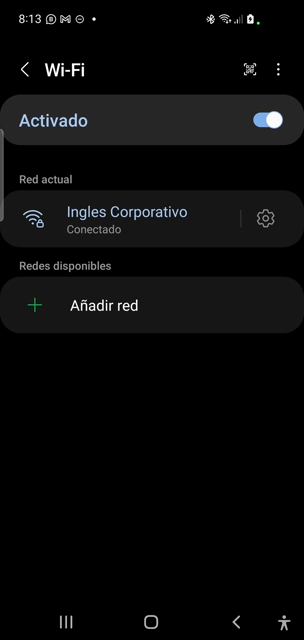 8:13
Wi-Fi
Activado
Red actual
Ingles Corporativo
Conectado
Redes disponibles
Añadir red